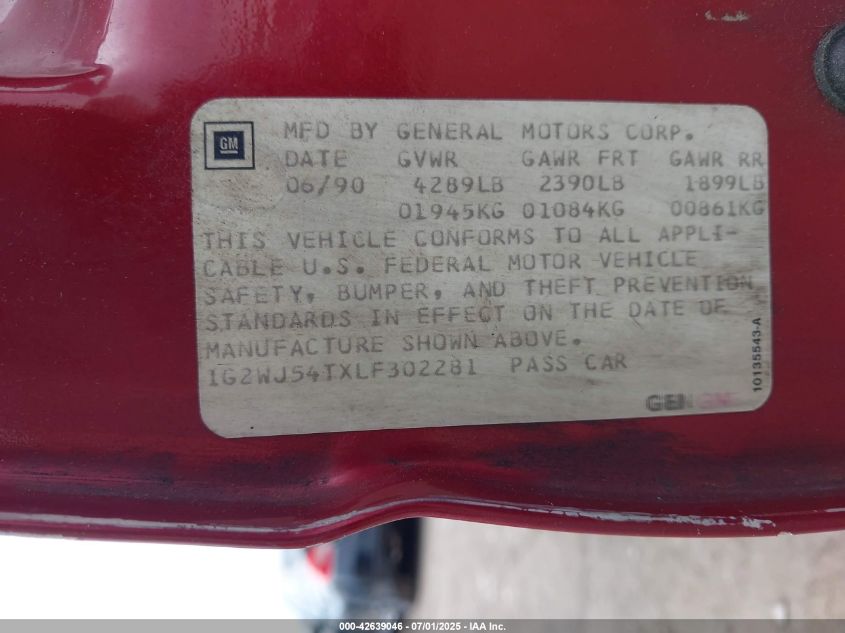 GM
MFD BY GENERAL MOTORS CORP.
DATE GVWR GAWR FRT GAWR RR
06/90 4289LB 2390LB 1899LB
01945KG 01084KG 00861KG
THIS VEHICLE CONFORMS TO ALL APPLI-
CABLE U.S. FEDERAL MOTOR VEHICLE
SAFETY, BUMPER, AND THEFT PREVENTION
STANDARDS IN EFFECT ON THE DATE OF
MANUFACTURE SHOWN ABOVE.
1G2WJ54TXLF302281 PASS CAR
10135543-A
000-42639046 - 07/01/2025 - IAA Inc.